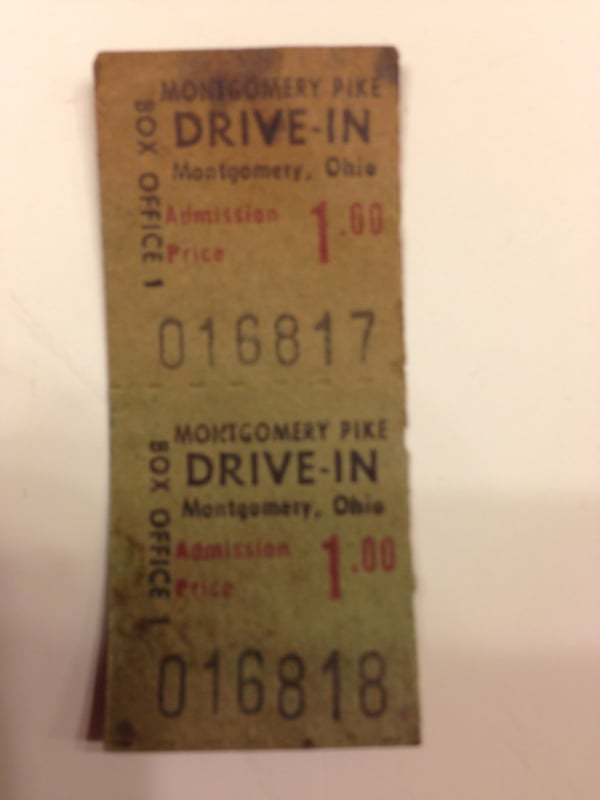 MONTGOMERY PIKE
DRIVE-IN
Montgomery, Ohio
BOX OFFICE 1
Admission
Price
1.00
016817
MONTGOMERY PIKE
DRIVE-IN
Montgomery, Ohio
BOX OFFICE 1
Admission
Price
1.00
016818